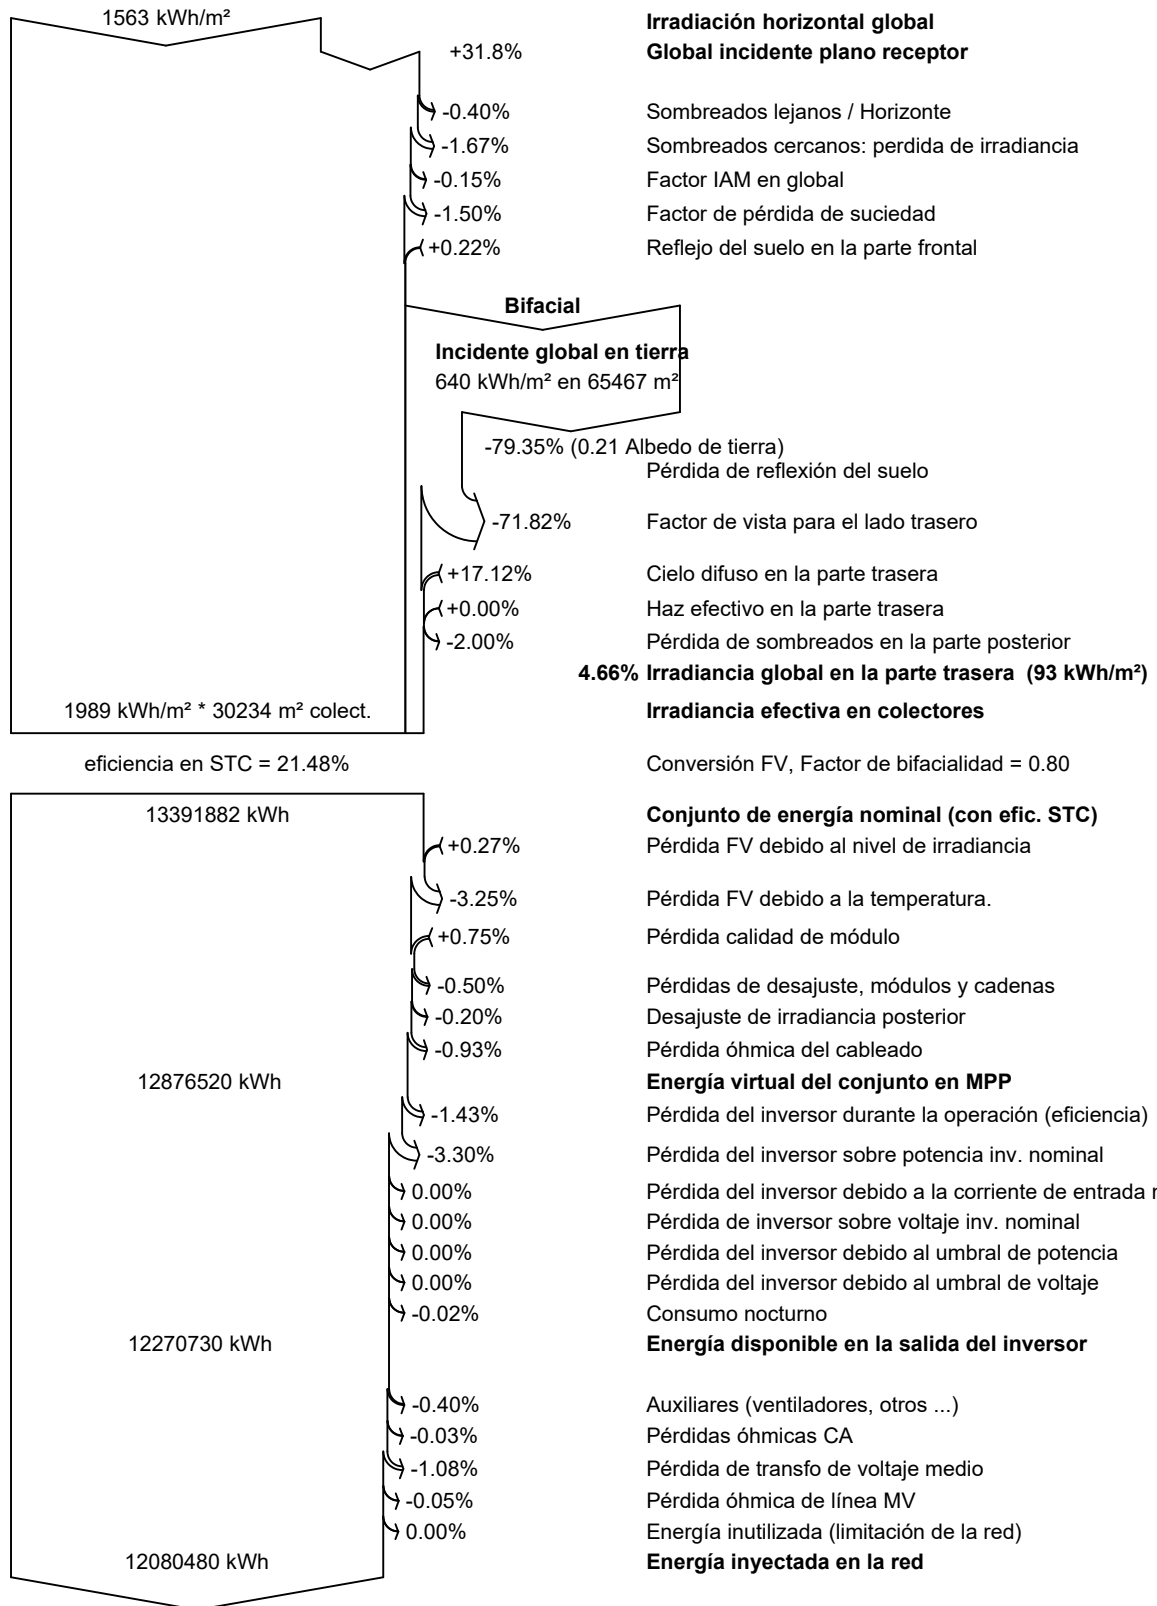 1563 kWh/m² Irradiación horizontal global
+31.8% Global incidente plano receptor
-0.40% Sombreados lejanos / Horizonte
-1.67% Sombreados cercanos: perdida de irradiancia
-0.15% Factor IAM en global
-1.50% Factor de pérdida de suciedad
+0.22% Reflejo del suelo en la parte frontal
Bifacial
Incidente global en tierra
640 kWh/m² en 65467 m²
-79.35% (0.21 Albedo de tierra)
Pérdida de reflexión del suelo
-71.82% Factor de vista para el lado trasero
+17.12% Cielo difuso en la parte trasera
+0.00% Haz efectivo en la parte trasera
-2.00% Pérdida de sombreados en la parte posterior
4.66% Irradiancia global en la parte trasera (93 kWh/m²)
1989 kWh/m² * 30234 m² colect. Irradiancia efectiva en colectores
eficiencia en STC = 21.48% Conversión FV, Factor de bifacialidad = 0.80
13391882 kWh Conjunto de energía nominal (con efic. STC)
+0.27% Pérdida FV debido al nivel de irradiancia
-3.25% Pérdida FV debido a la temperatura.
+0.75% Pérdida calidad de módulo
-0.50% Pérdidas de desajuste, módulos y cadenas
-0.20% Desajuste de irradiancia posterior
-0.93% Pérdida óhmica del cableado
12876520 kWh Energía virtual del conjunto en MPP
-1.43% Pérdida del inversor durante la operación (eficiencia)
-3.30% Pérdida del inversor sobre potencia inv. nominal
0.00% Pérdida del inversor debido a la corriente de entrada
0.00% Pérdida de inversor sobre voltaje inv. nominal
0.00% Pérdida del inversor debido al umbral de potencia
0.00% Pérdida del inversor debido al umbral de voltaje
-0.02% Consumo nocturno
12270730 kWh Energía disponible en la salida del inversor
-0.40% Auxiliares (ventiladores, otros ...)
-0.03% Pérdidas óhmicas CA
-1.08% Pérdida de transfo de voltaje medio
-0.05% Pérdida óhmica de línea MV
0.00% Energía inutilizada (limitación de la red)
12080480 kWh Energía inyectada en la red